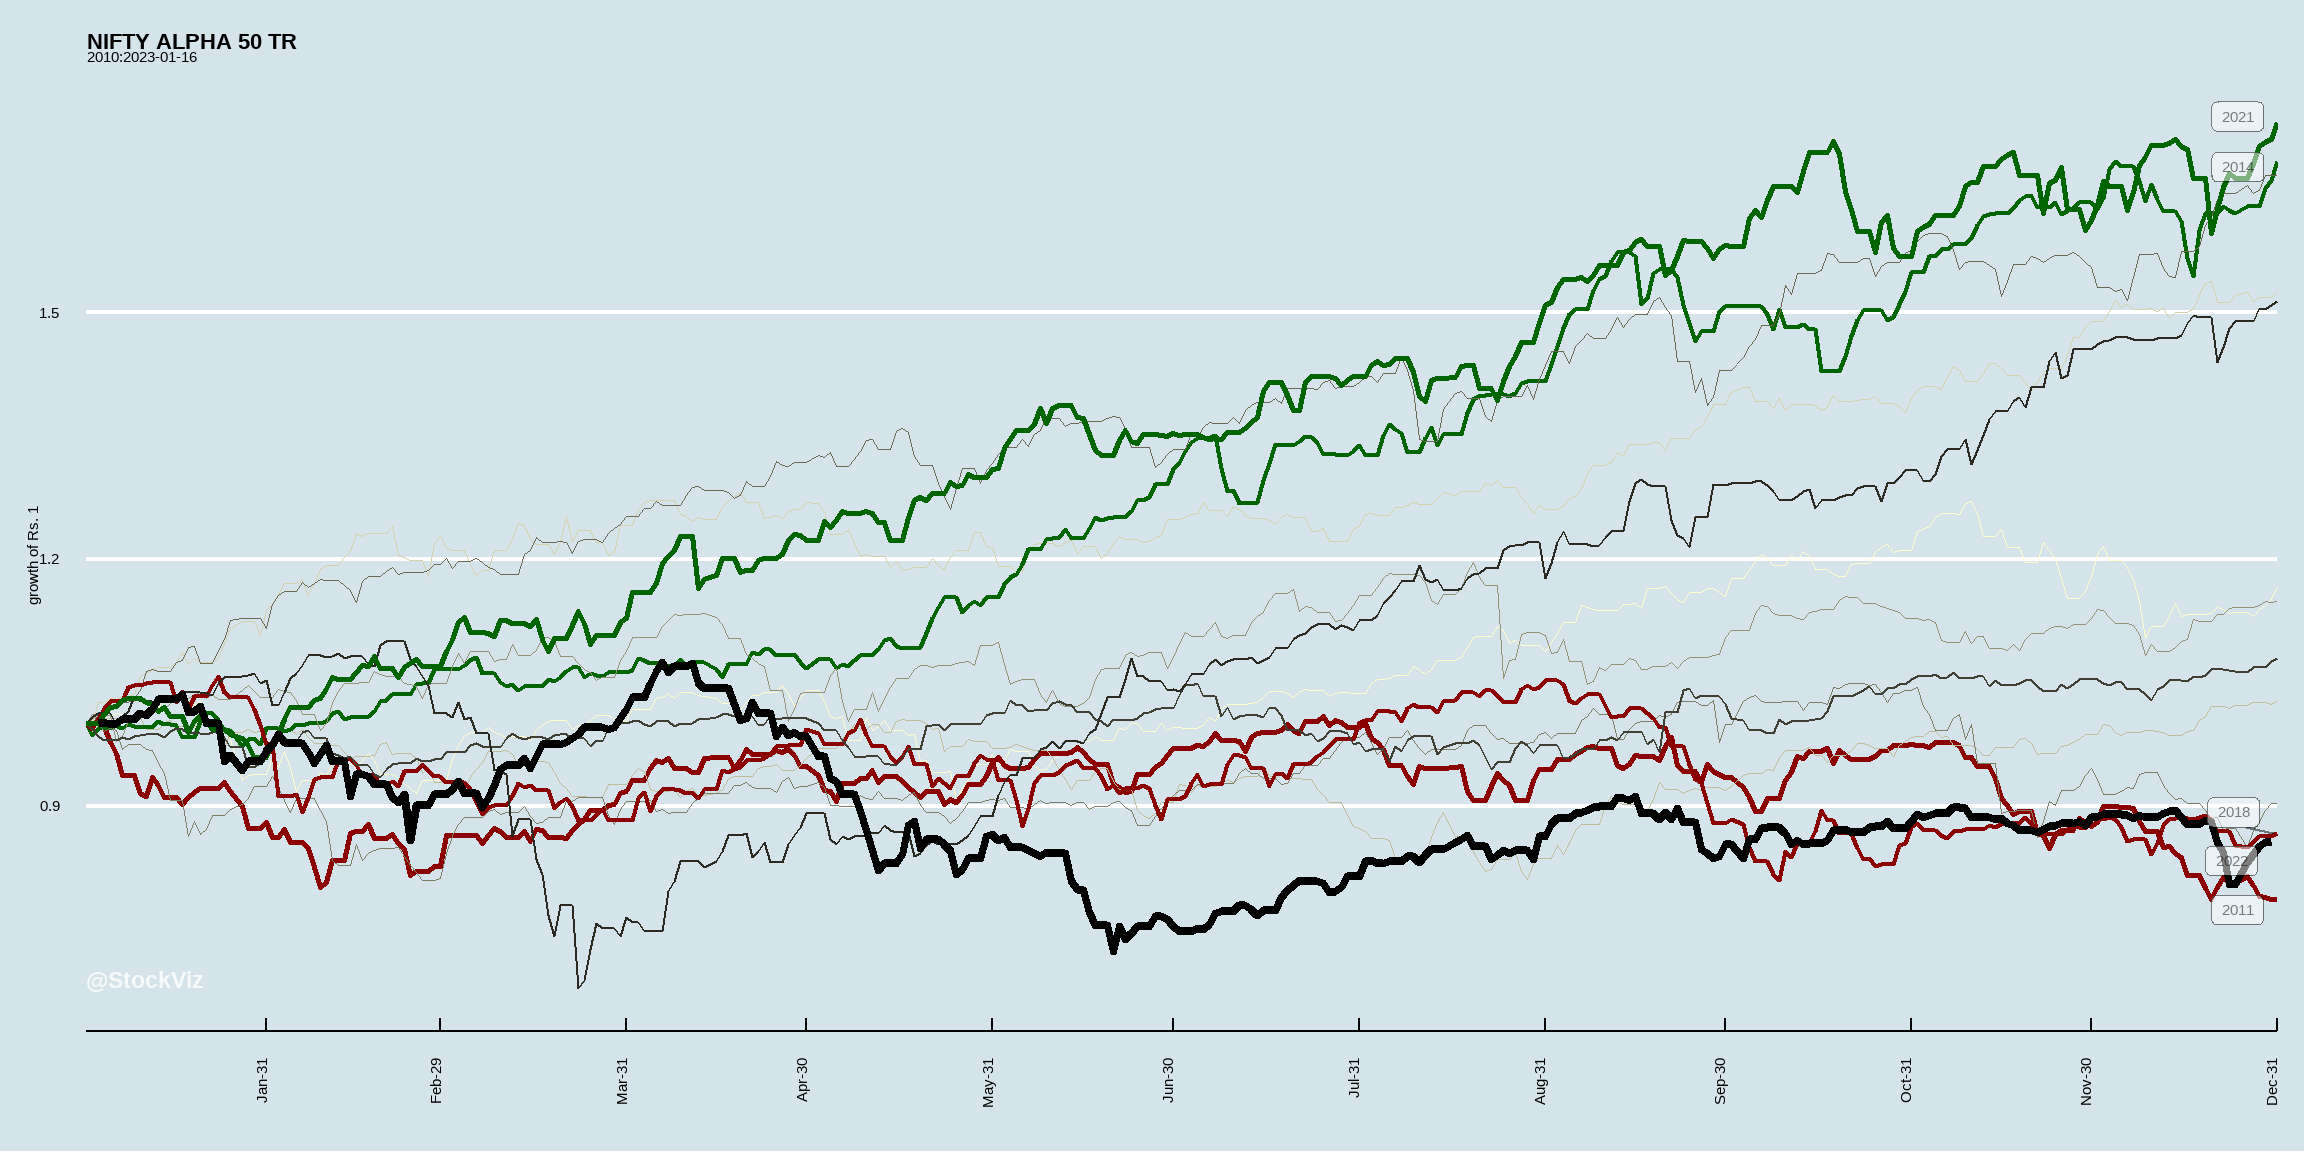 NIFTY ALPHA 50 TR
2010:2023-01-16
2021
2014
1.5
growth of Rs. 1
1.2
0.9
2018
2022
2011
@StockViz
Jan-31
Feb-29
Mar-31
Apr-30
May-31
Jun-30
Jul-31
Aug-31
Sep-30
Oct-31
Nov-30
Dec-31